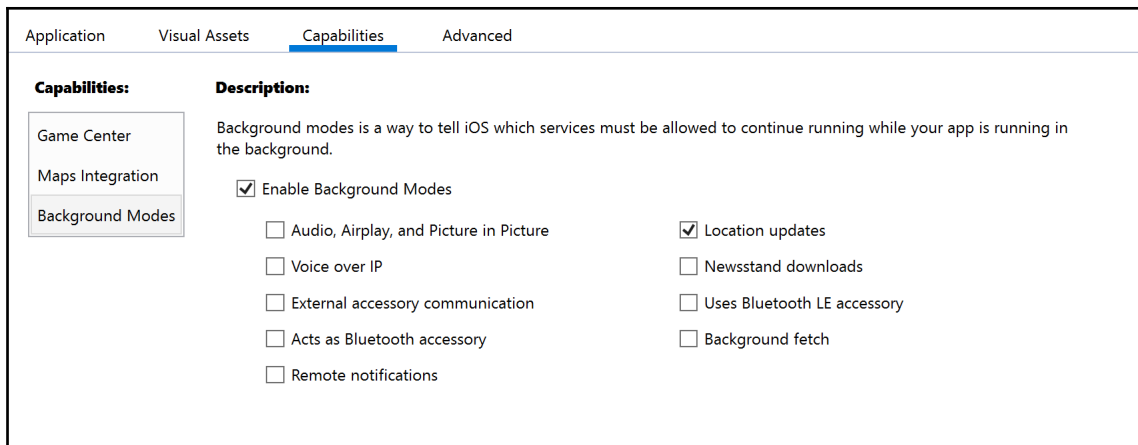 Application Visual Assets Capabilities Advanced
Capabilities: Description:
Game Center
Maps Integration
Background Modes
Background modes is a way to tell iOS which services must be allowed to continue running while your app is running in
the background.
Enable Background Modes
Audio, Airplay, and Picture in Picture
Location updates
Voice over IP
Newsstand downloads
External accessory communication
Uses Bluetooth LE accessory
Acts as Bluetooth accessory
Background fetch
Remote notifications